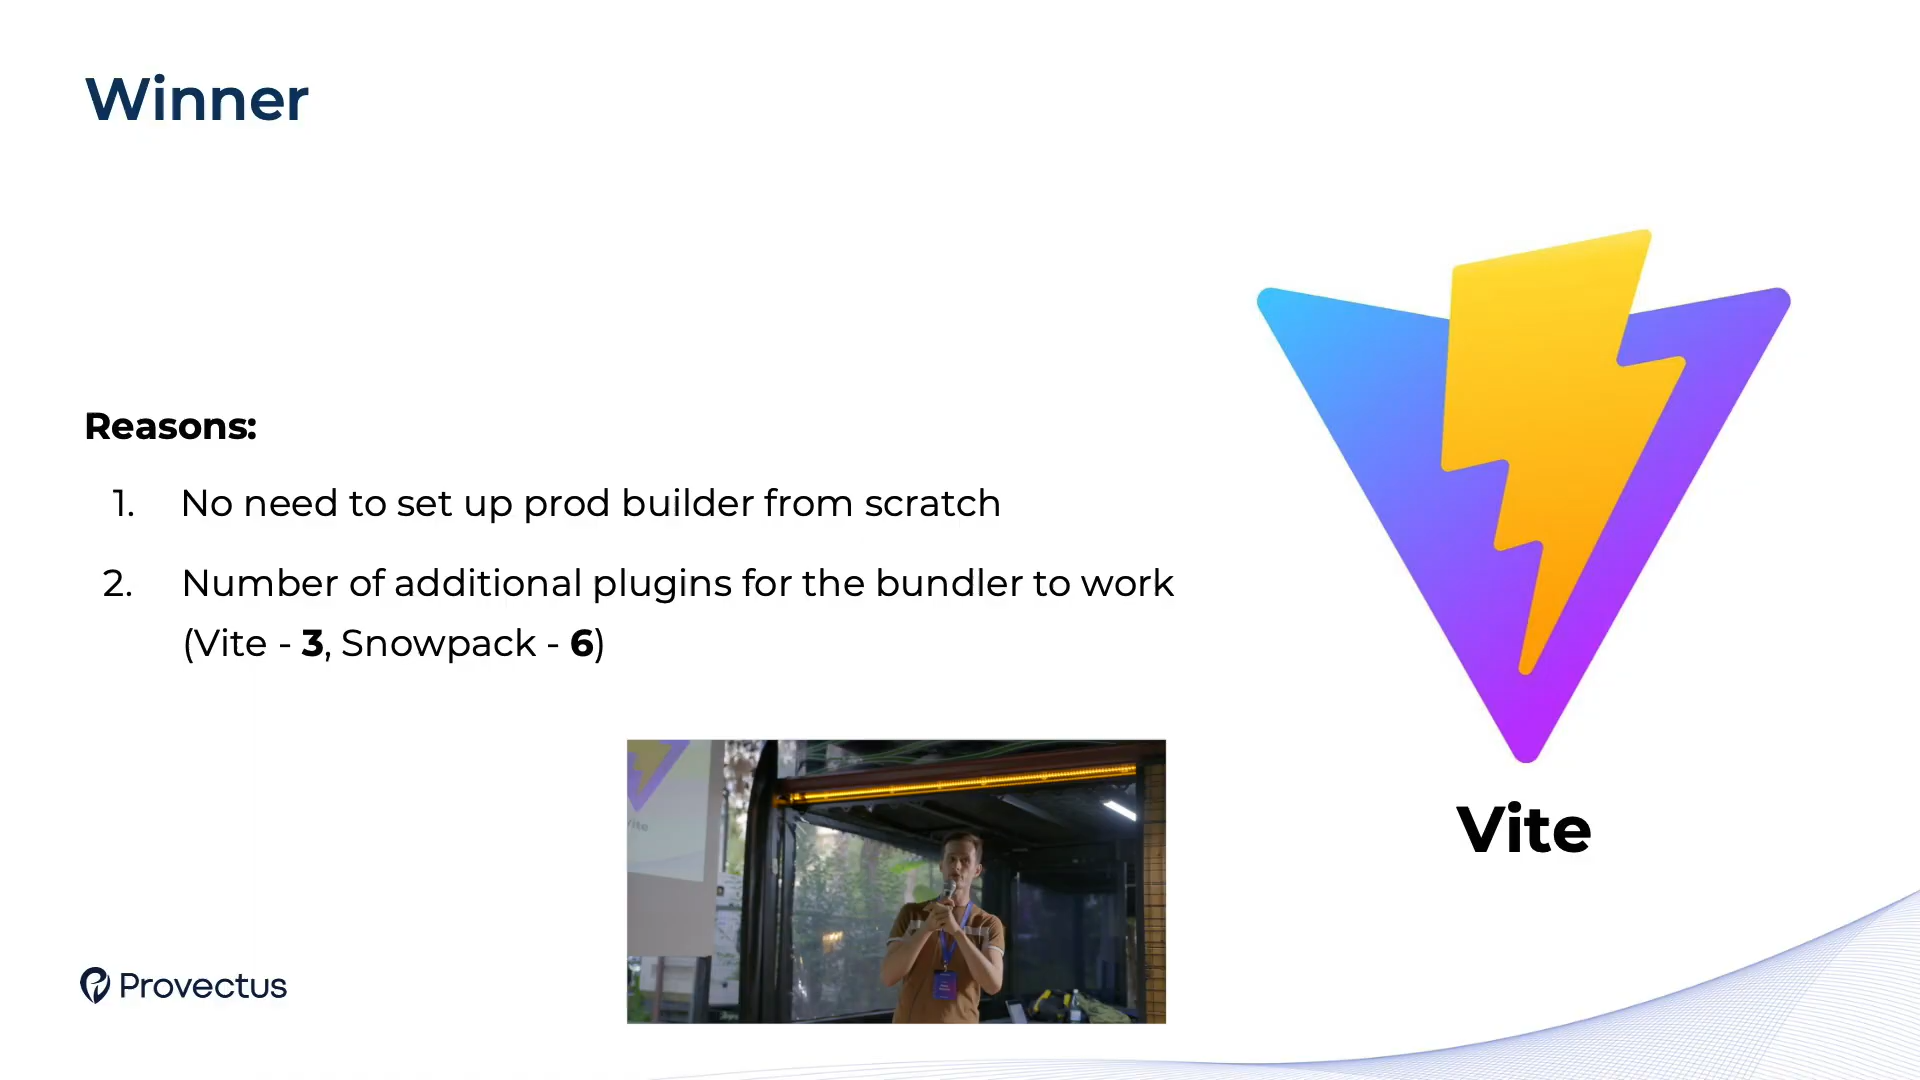 Winner
Reasons:
1. No need to set up prod builder from scratch
2. Number of additional plugins for the bundler to work
(Vite - 3, Snowpack - 6)
Vite
Provectus